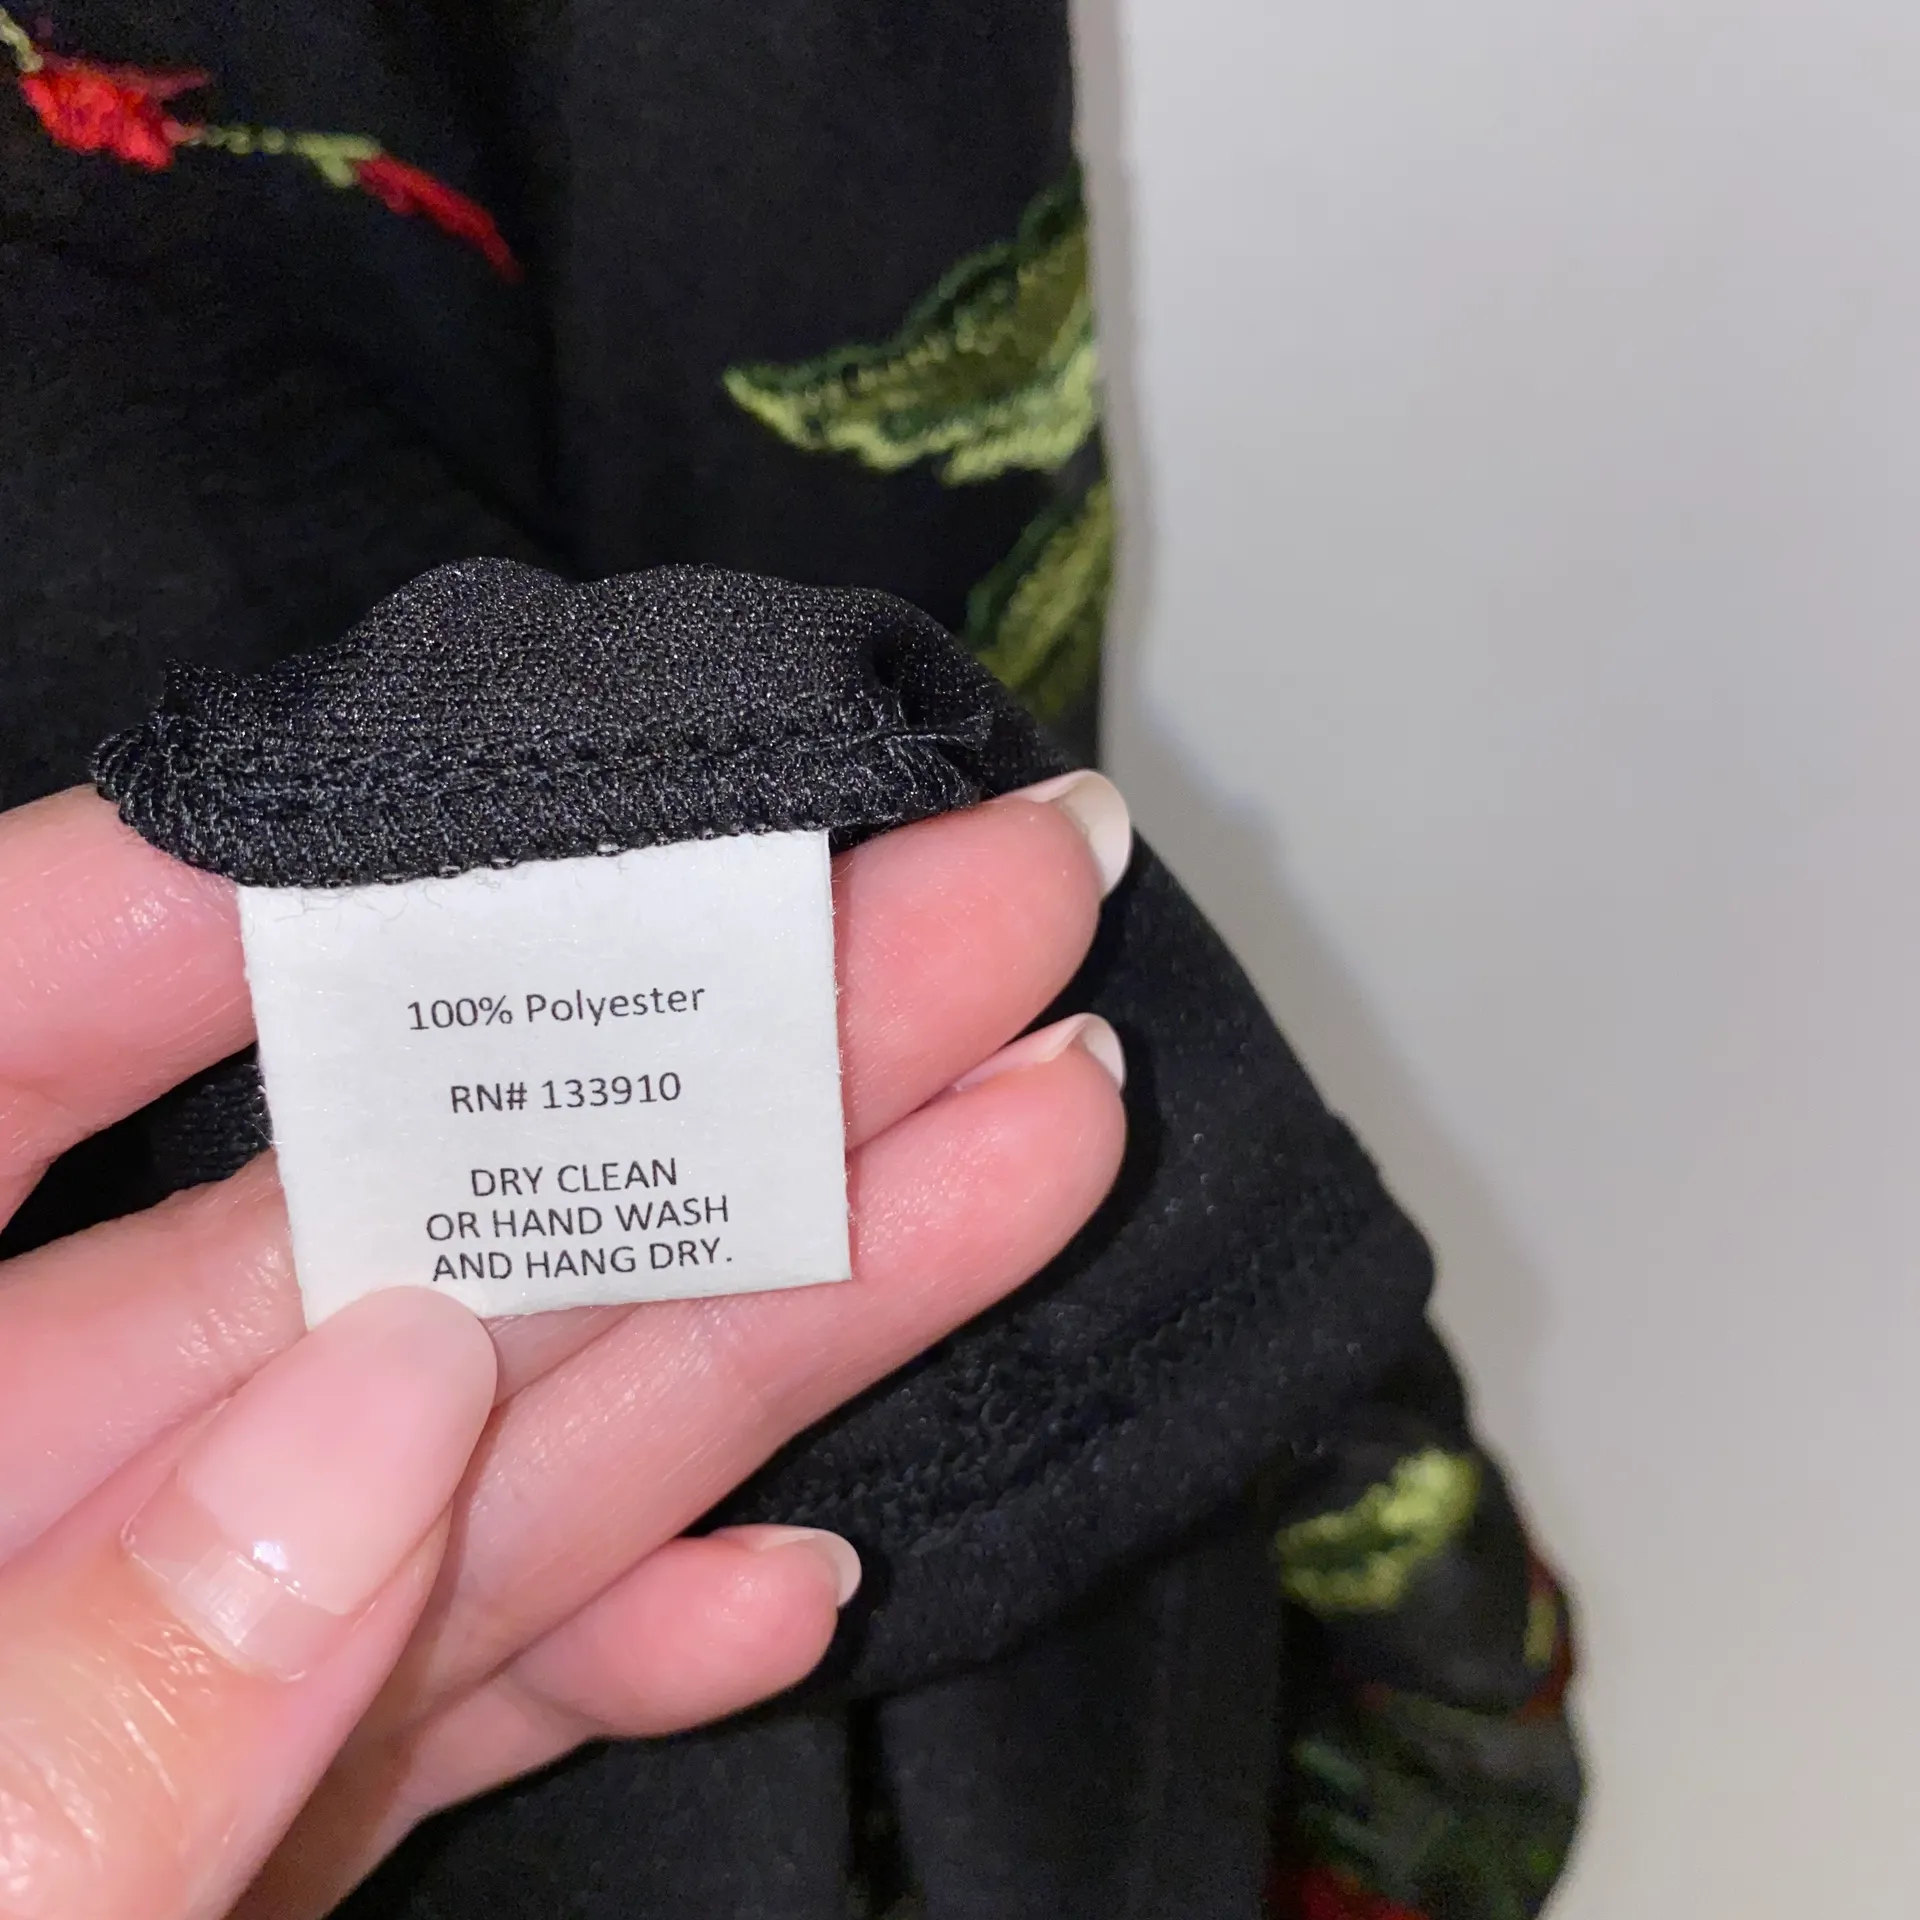 100% Polyester
RN# 133910
DRY CLEAN
OR HAND WASH
AND HANG DRY.